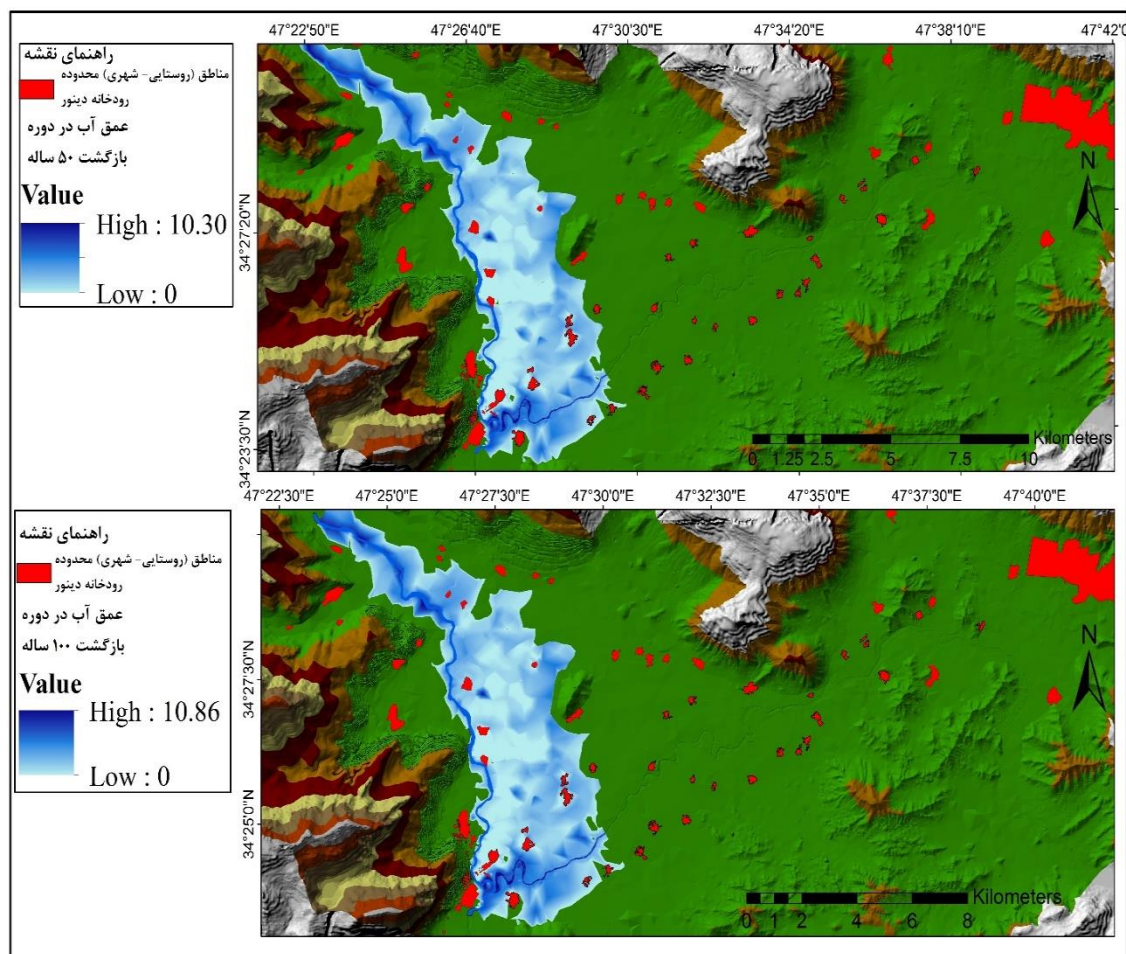 47°22'50"E 47°26'40"E 47°30'30"E 47°34'20"E 47°38'10"E 47°42'0"E
راهنمای نقشه
مناطق (روستایی- شهری) محدوده
رودخانه دینور
عمق آب در دوره
بازگشت ۵۰ ساله
Value
High : 10.30
Low : 0
34°27'20"N
34°23'30"N
N
Kilometers
0 1.25 2.5 5 7.5 10
47°22'30"E 47°25'0"E 47°27'30"E 47°30'0"E 47°32'30"E 47°35'0"E 47°37'30"E 47°40'0"E
راهنمای نقشه
مناطق (روستایی- شهری) محدوده
رودخانه دینور
عمق آب در دوره
بازگشت ۱۰۰ ساله
Value
High : 10.86
Low : 0
34°27'30"N
34°25'0"N
N
Kilometers
0 2 4 6 8